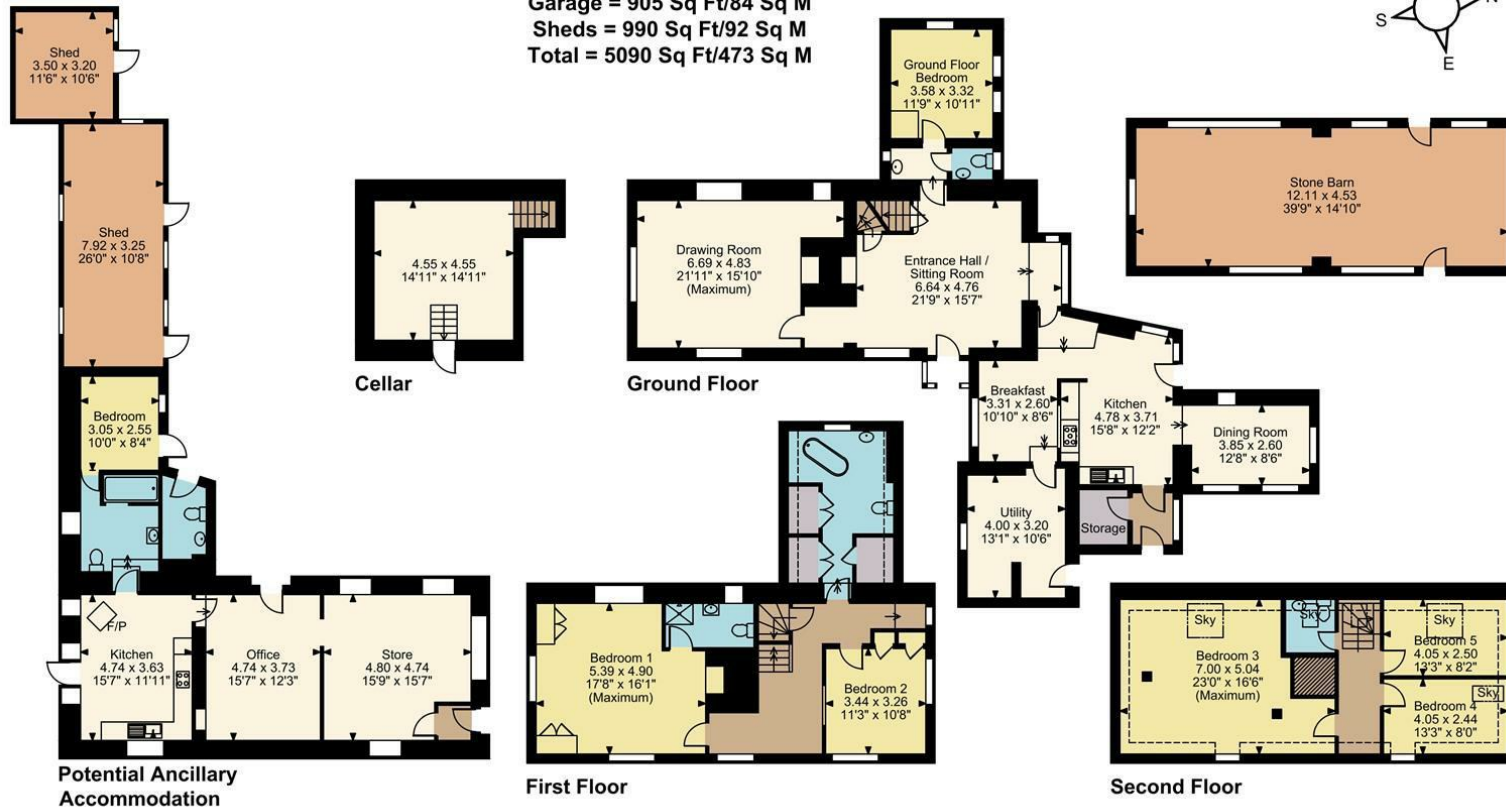 Garage = 905 Sq Ft/84 Sq M
Sheds = 990 Sq Ft/92 Sq M
Total = 5090 Sq Ft/473 Sq M
S
E
Shed
3.50 x 3.20
11'6" x 10'6"
Shed
7.92 x 3.25
26'0" x 10'8"
Bedroom
3.05 x 2.55
10'0" x 8'4"
F/P
Kitchen
4.74 x 3.63
15'7" x 11'11"
Office
4.74 x 3.73
15'7" x 12'3"
Store
4.80 x 4.74
15'9" x 15'7"
Potential Ancillary
Accommodation
4.55 x 4.55
14'11" x 14'11"
Cellar
Ground Floor
Bedroom
3.58 x 3.32
11'9" x 10'11"
Drawing Room
6.69 x 4.83
21'11" x 15'10"
(Maximum)
Entrance Hall /
Sitting Room
6.64 x 4.76
21'9" x 15'7"
Breakfast
3.31 x 2.60
10'10" x 8'6"
Kitchen
4.78 x 3.71
15'8" x 12'2"
Dining Room
3.85 x 2.60
12'8" x 8'6"
Utility
4.00 x 3.20
13'1" x 10'6"
Storage
Ground Floor
Stone Barn
12.11 x 4.53
39'9" x 14'10"
Bedroom 1
5.39 x 4.90
17'8" x 16'1"
(Maximum)
Bedroom 2
3.44 x 3.26
11'3" x 10'8"
First Floor
Sky
Sky
Sky
Bedroom 3
7.00 x 5.04
23'0" x 16'6"
(Maximum)
Bedroom 5
4.05 x 2.50
13'3" x 8'2"
Sky
Bedroom 4
4.05 x 2.44
13'3" x 8'0"
Second Floor